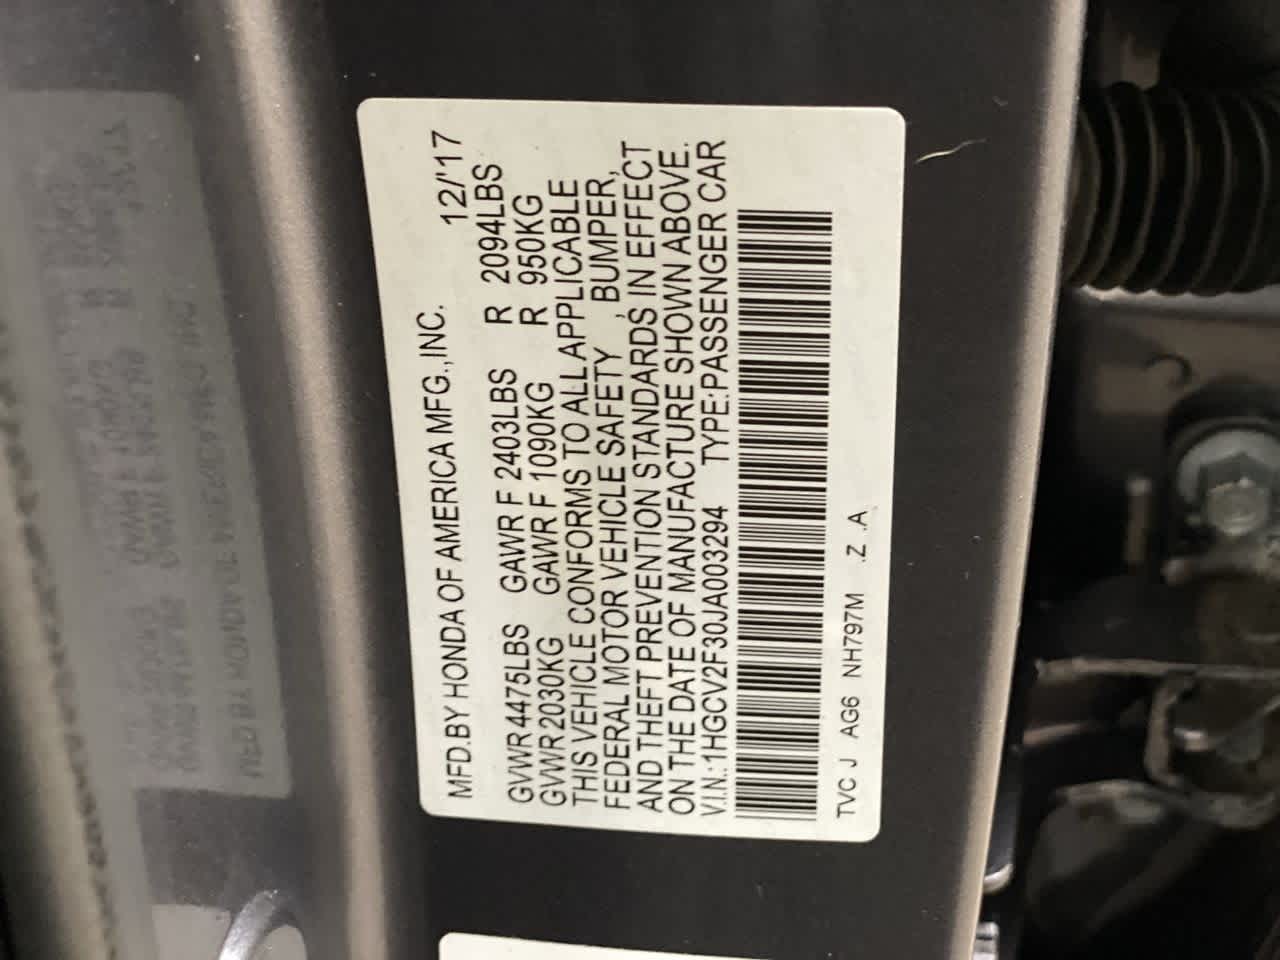 MFD.BY HONDA OF AMERICA MFG.,INC. 12/'17
GVWR 4475LBS GAWR F 2403LBS R 2094LBS
GVWR 2030KG GAWR F 1090KG R 950KG
THIS VEHICLE CONFORMS TO ALL APPLICABLE
FEDERAL MOTOR VEHICLE SAFETY , BUMPER,
AND THEFT PREVENTION STANDARDS IN EFFECT
ON THE DATE OF MANUFACTURE SHOWN ABOVE.
V.I.N.:1HGCV2F30JA003294 TYPE:PASSENGER CAR
TVC J AG6 NH797M .Z .A